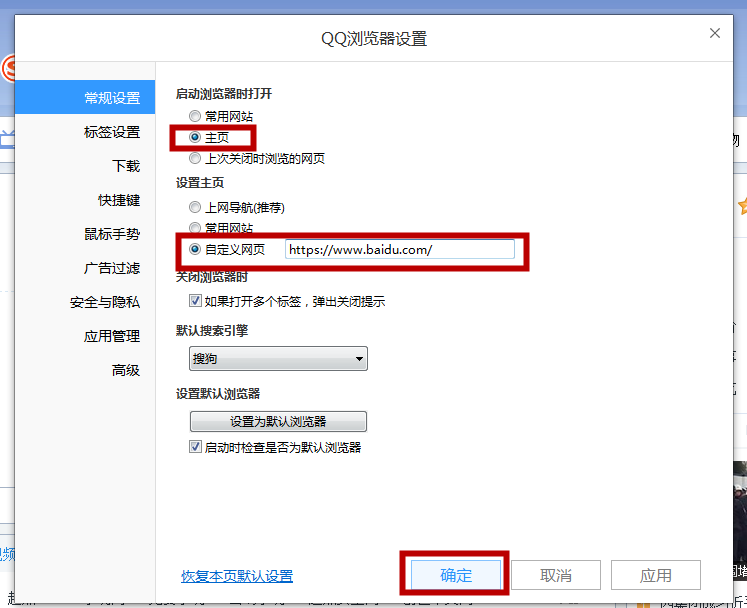 QQ浏览器设置
常规设置
标签设置
下载
快捷键
鼠标手势
广告过滤
安全与隐私
应用管理
高级
启动浏览器时打开
常用网站
主页
上次关闭时浏览的网页
设置主页
上网导航(推荐)
常用网站
自定义网页 https://www.baidu.com/
关闭浏览器时
如果打开多个标签，弹出关闭提示
默认搜索引擎
搜狗
设置默认浏览器
设置为默认浏览器
启动时检查是否为默认浏览器
恢复本页默认设置
确定 取消 应用